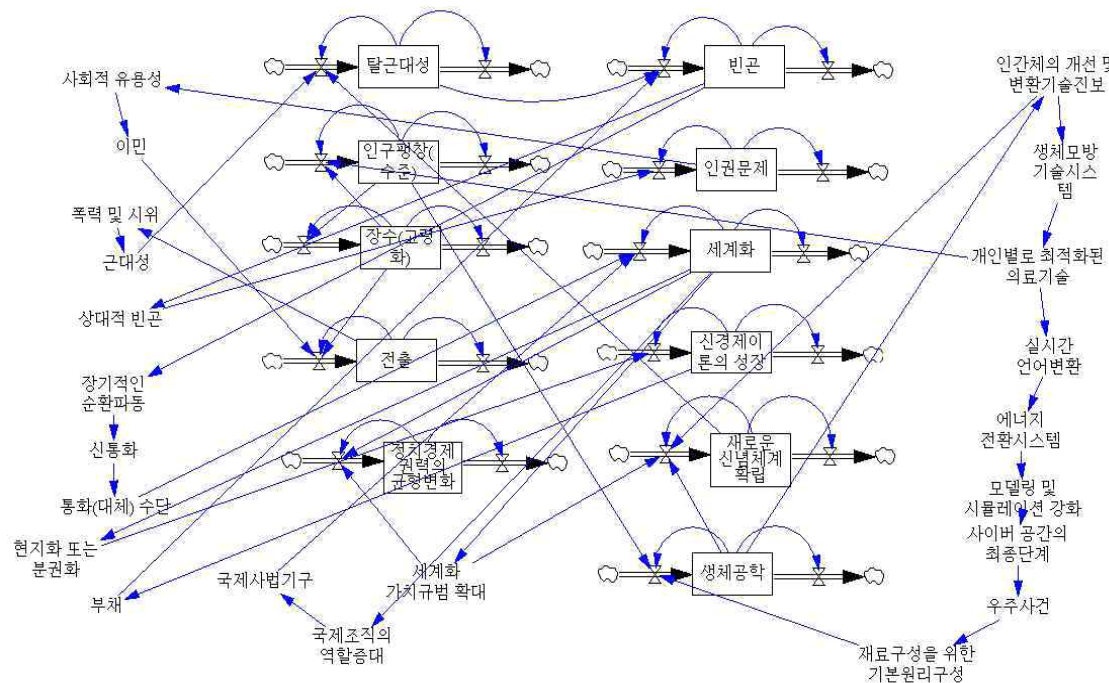 탈근대성
빈곤
사회적 유용성
인간체의 개선 및
변환기술진보
이민
인구팽창(
수준)
인권문제
생체모방
기술시스
템
폭력 및 시위
근대성
장수(고령
화)
세계화
개인별로 최적화된
의료기술
상대적 빈곤
전출
신경제이
론의 성장
실시간
언어변환
장기적인
순환파동
신통화
통화(대체) 수단
정치경제
권력의
균형변화
새로운
신념체계
확립
에너지
전환시스템
모델링 및
시뮬레이션 강화
사이버 공간의
최종단계
현지화 또는
분권화
부채
국제사법기구
세계화
가치규범 확대
생체공학
우주사건
국제조직의
역할증대
재료구성을 위한
기본원리구성